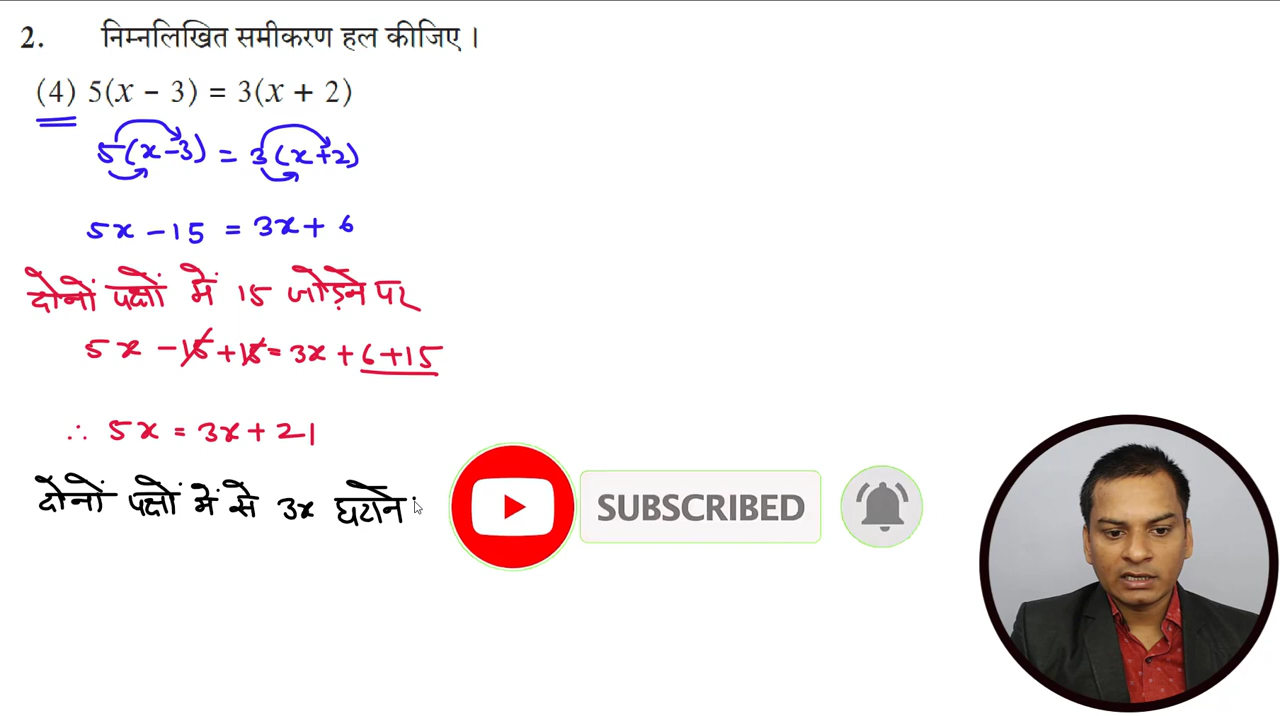 2. निम्नलिखित समीकरण हल कीजिए ।
(4) 5(x − 3) = 3(x + 2)
5(x−3) = 3(x+2)
5x − 15 = 3x + 6
दोनों पक्षों में 15 जोड़ने पर
5x − 15 + 15 = 3x + 6 + 15
∴ 5x = 3x + 21
दोनों पक्षों में से 3x घटाने
SUBSCRIBED